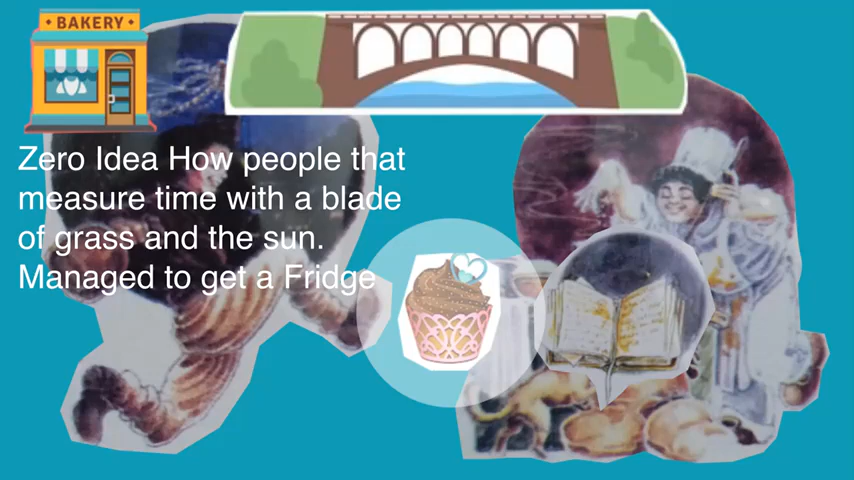 • BAKERY •
Zero Idea How people that
measure time with a blade
of grass and the sun.
Managed to get a Fridge